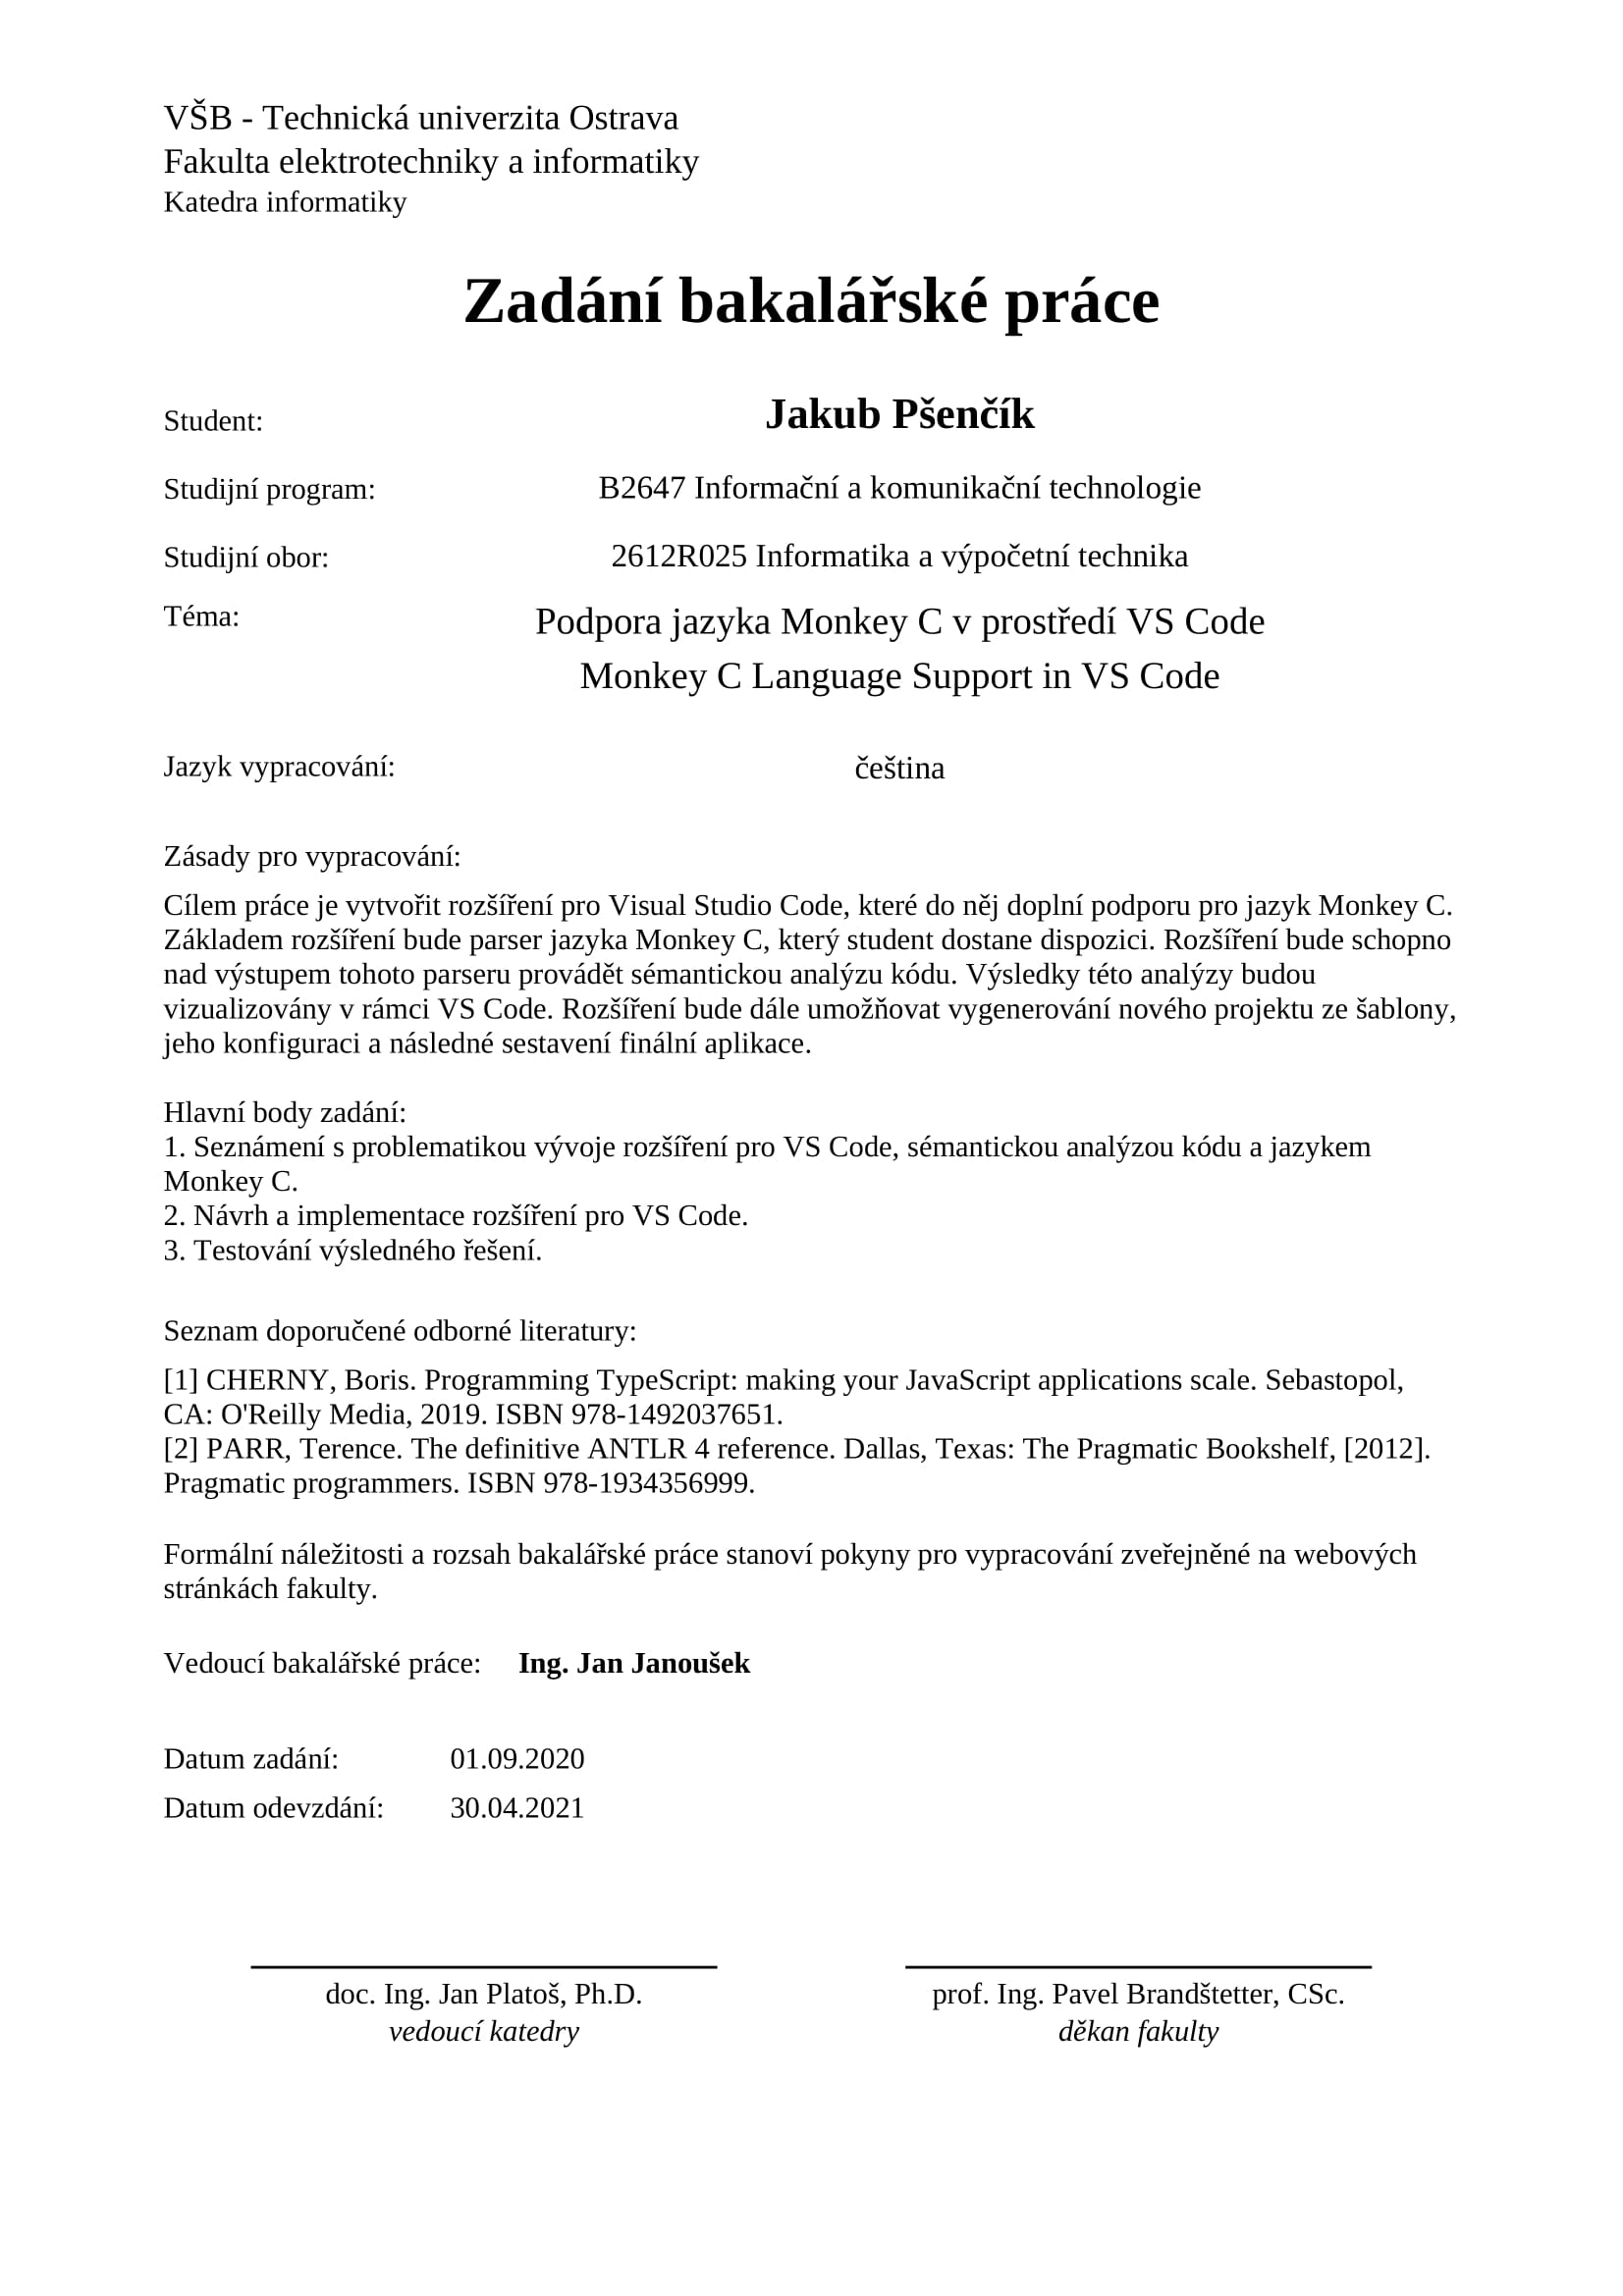 VŠB - Technická univerzita Ostrava
Fakulta elektrotechniky a informatiky
Katedra informatiky
Zadání bakalářské práce
Student: Jakub Pšenčík
Studijní program: B2647 Informační a komunikační technologie
Studijní obor: 2612R025 Informatika a výpočetní technika
Téma: Podpora jazyka Monkey C v prostředí VS Code
Monkey C Language Support in VS Code
Jazyk vypracování: čeština
Zásady pro vypracování:
Cílem práce je vytvořit rozšíření pro Visual Studio Code, které do něj doplní podporu pro jazyk Monkey C.
Základem rozšíření bude parser jazyka Monkey C, který student dostane dispozici. Rozšíření bude schopno
nad výstupem tohoto parseru provádět sémantickou analýzu kódu. Výsledky této analýzy budou
vizualizovány v rámci VS Code. Rozšíření bude dále umožňovat vygenerování nového projektu ze šablony,
jeho konfiguraci a následné sestavení finální aplikace.
Hlavní body zadání:
1. Seznámení s problematikou vývoje rozšíření pro VS Code, sémantickou analýzou kódu a jazykem
Monkey C.
2. Návrh a implementace rozšíření pro VS Code.
3. Testování výsledného řešení.
Seznam doporučené odborné literatury:
[1] CHERNY, Boris. Programming TypeScript: making your JavaScript applications scale. Sebastopol,
CA: O'Reilly Media, 2019. ISBN 978-1492037651.
[2] PARR, Terence. The definitive ANTLR 4 reference. Dallas, Texas: The Pragmatic Bookshelf, [2012].
Pragmatic programmers. ISBN 978-1934356999.
Formální náležitosti a rozsah bakalářské práce stanoví pokyny pro vypracování zveřejněné na webových
stránkách fakulty.
Vedoucí bakalářské práce: Ing. Jan Janoušek
Datum zadání: 01.09.2020
Datum odevzdání: 30.04.2021
doc. Ing. Jan Platoš, Ph.D. prof. Ing. Pavel Brandštetter, CSc.
vedoucí katedry děkan fakulty